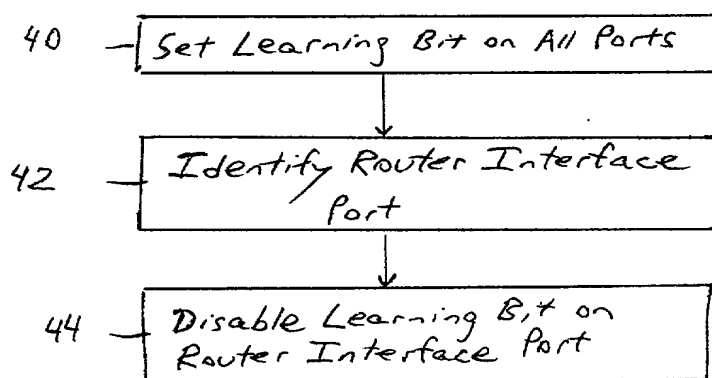 40 Set Learning Bit on All Ports
42 Identify Router Interface
Port
44 Disable Learning Bit on
Router Interface Port